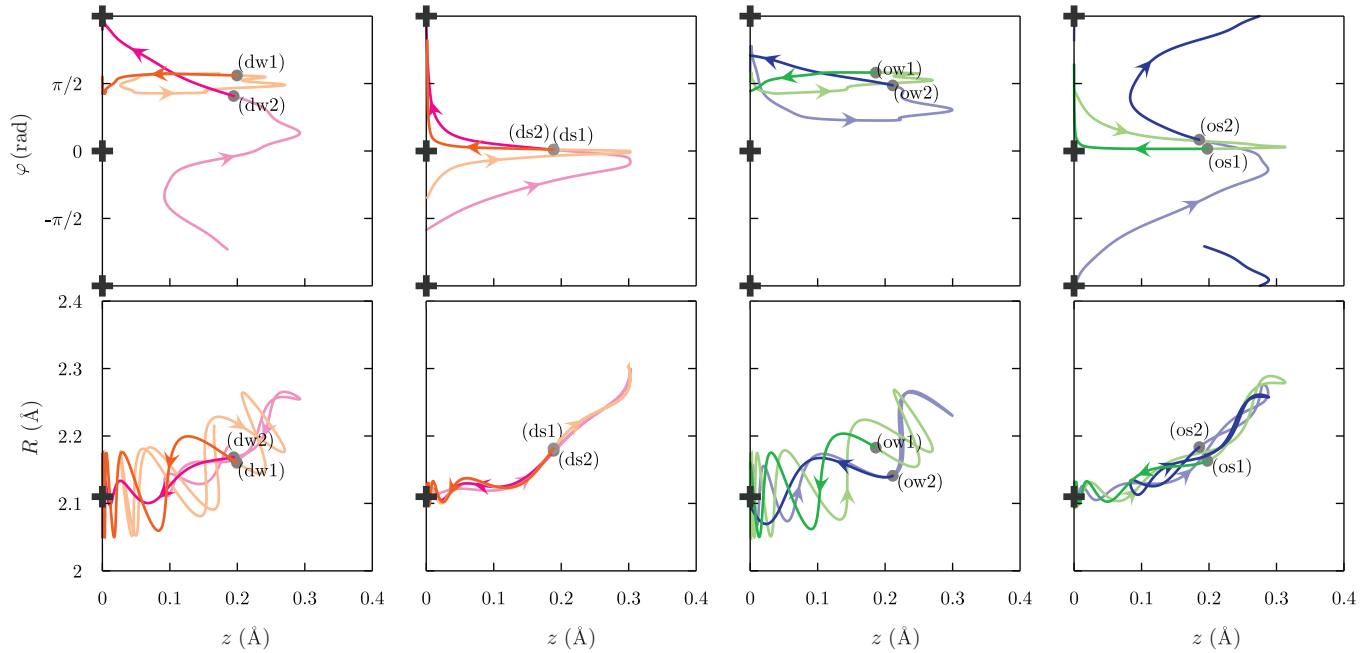 φ (rad)
π/2
0
-π/2
(dw1)
(dw2)
(ds2) (ds1)
(ow1)
(ow2)
(os2)
(os1)
R (Å)
2.4
2.3
2.2
2.1
2
(dw2)
(dw1)
(ds1)
(ds2)
(ow1)
(ow2)
(os2)
(os1)
0 0.1 0.2 0.3 0.4
0 0.1 0.2 0.3 0.4
0 0.1 0.2 0.3 0.4
0 0.1 0.2 0.3 0.4
z (Å)
z (Å)
z (Å)
z (Å)